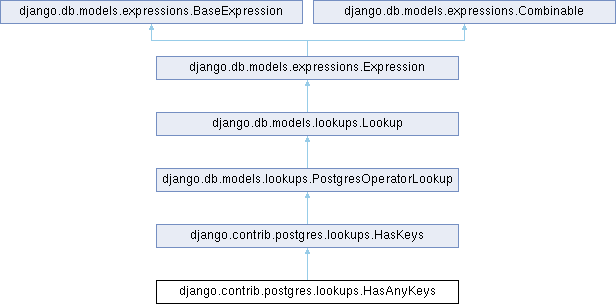 django.db.models.expressions.BaseExpression
django.db.models.expressions.Combinable
django.db.models.expressions.Expression
django.db.models.lookups.Lookup
django.db.models.lookups.PostgresOperatorLookup
django.contrib.postgres.lookups.HasKeys
django.contrib.postgres.lookups.HasAnyKeys